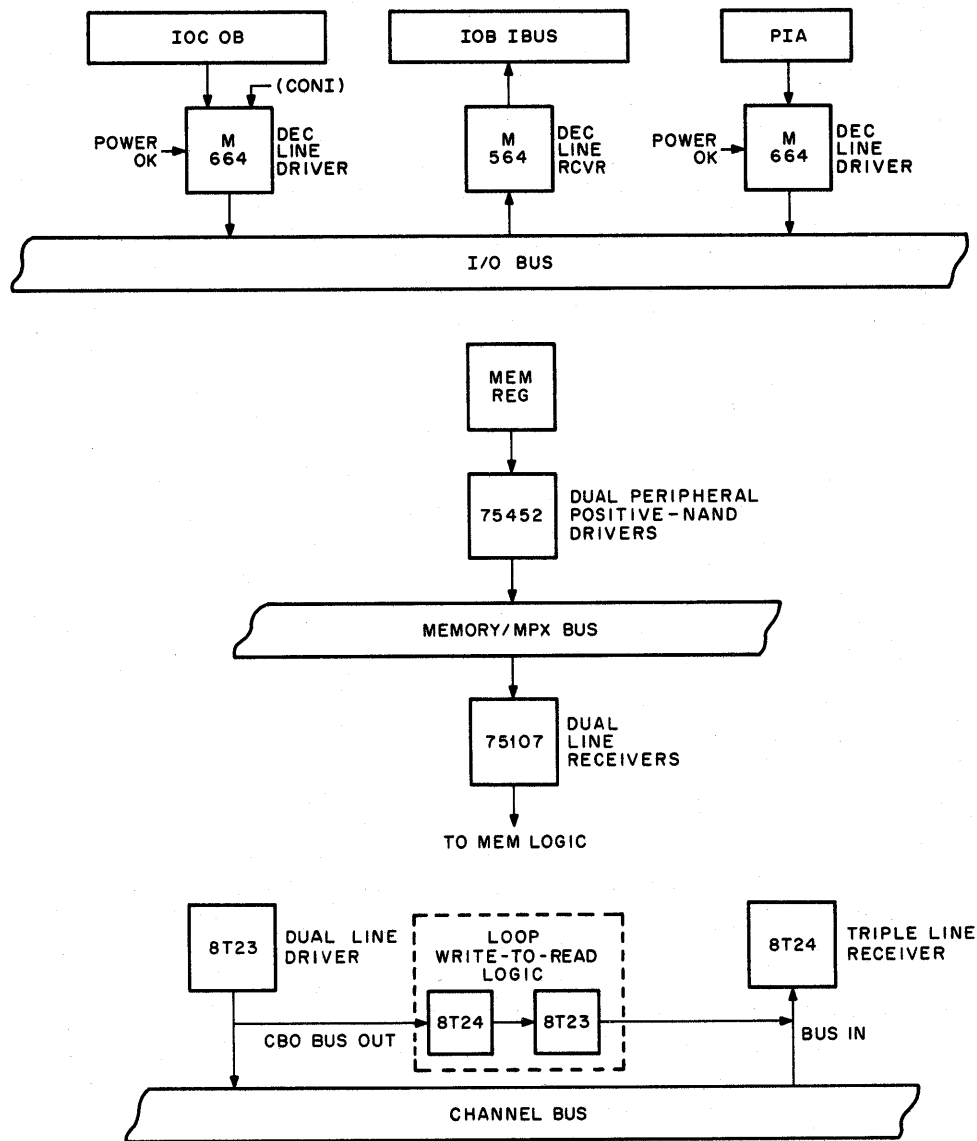 IOC OB
IOB IBUS
PIA
(CONI)
POWER
OK
M
664
DEC
LINE
DRIVER
M
564
DEC
LINE
RCVR
POWER
OK
M
664
DEC
LINE
DRIVER
I/O BUS
MEM
REG
75452
DUAL PERIPHERAL
POSITIVE-NAND
DRIVERS
MEMORY/MPX BUS
75107
DUAL
LINE
RECEIVERS
TO MEM LOGIC
8T23
DUAL LINE
DRIVER
LOOP
WRITE-TO-READ
LOGIC
8T24
8T23
8T24
TRIPLE LINE
RECEIVER
CBO BUS OUT
BUS IN
CHANNEL BUS